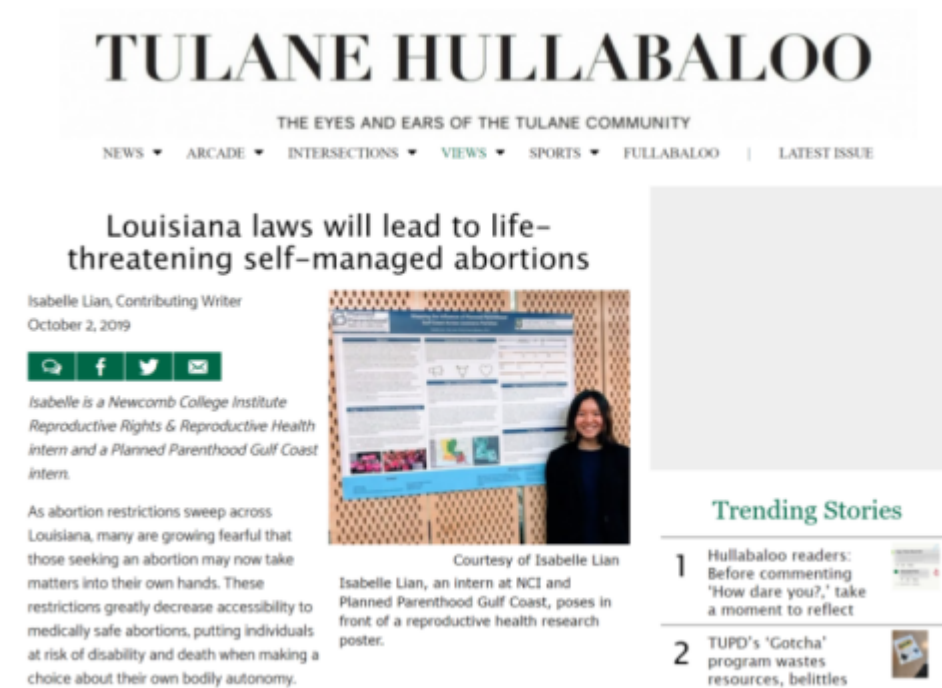 TULANE HULLABALOO
THE EYES AND EARS OF THE TULANE COMMUNITY
NEWS ARCADE INTERSECTIONS VIEWS SPORTS FULLABALOO | LATEST ISSUE
Louisiana laws will lead to life-
threatening self-managed abortions
Isabelle Lian, Contributing Writer
October 2, 2019
Isabelle is a Newcomb College Institute
Reproductive Rights & Reproductive Health
intern and a Planned Parenthood Gulf Coast
intern.
As abortion restrictions sweep across
Louisiana, many are growing fearful that
those seeking an abortion may now take
matters into their own hands. These
restrictions greatly decrease accessibility to
medically safe abortions, putting individuals
at risk of disability and death when making a
choice about their own bodily autonomy.
Courtesy of Isabelle Lian
Isabelle Lian, an intern at NCI and
Planned Parenthood Gulf Coast, poses in
front of a reproductive health research
poster.
Trending Stories
1
Hullabaloo readers:
Before commenting
'How dare you?,' take
a moment to reflect
2
TUPD's 'Gotcha'
program wastes
resources, belittles